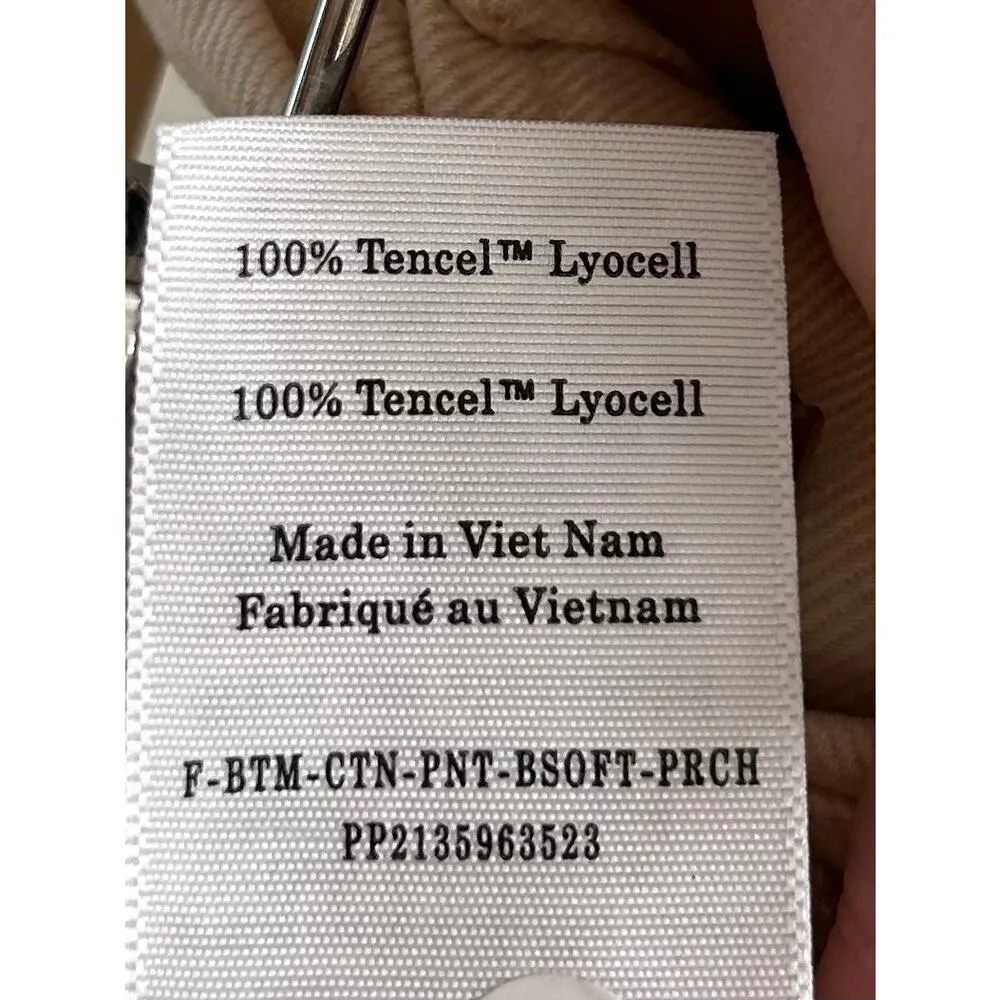 100% Tencel™ Lyocell
100% Tencel™ Lyocell
Made in Viet Nam
Fabriqué au Vietnam
F-BTM-CTN-PNT-BSOFT-PRCH
PP2135963523